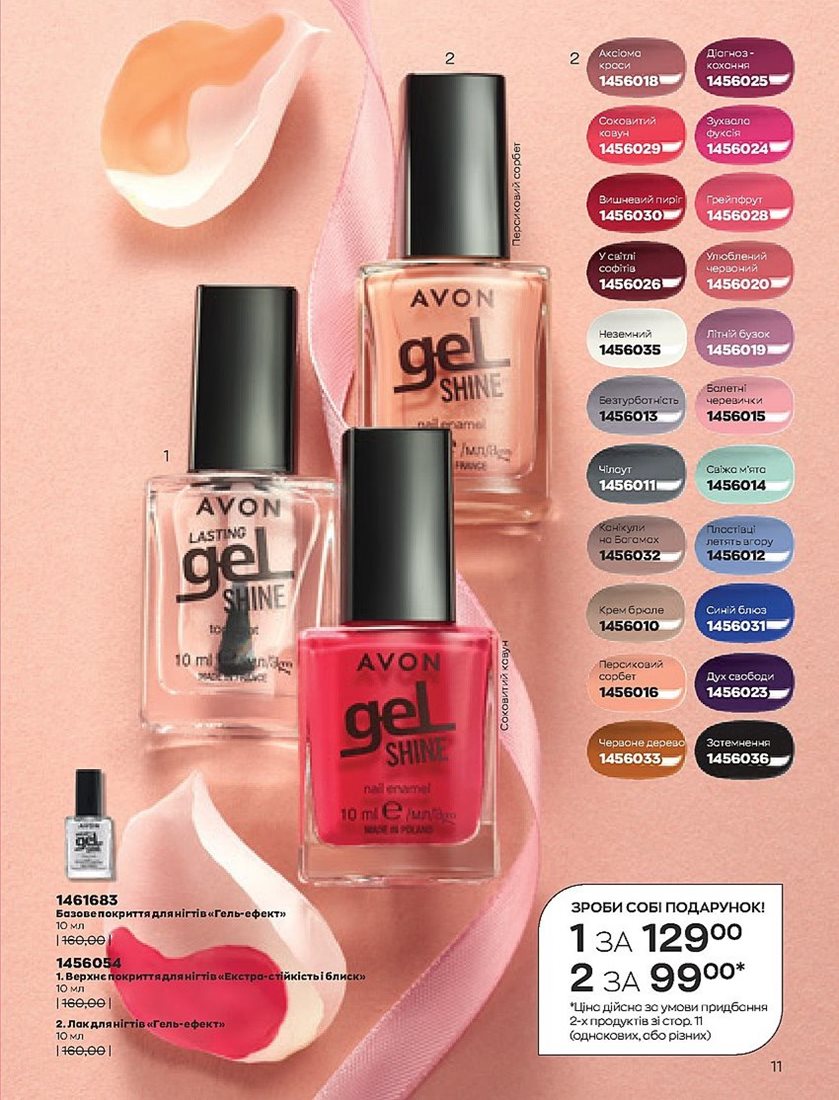 2
2
Аксіома
краси
1456018
Діагноз -
кохання
1456025
Соковитий
кавун
1456029
Зухвала
фуксія
1456024
Вишневий пиріг
1456030
Грейпфрут
1456028
У світлі
софітів
1456026
Улюблений
червоний
1456020
Неземний
1456035
Літній бузок
1456019
Безтурботність
1456013
Балетні
черевички
1456015
Чілаут
1456011
Свіжа м'ята
1456014
Канікули
на Багамах
1456032
Пластівці
летять вгору
1456012
Крем брюле
1456010
Синій блюз
1456031
Персиковий
сорбет
1456016
Дух свободи
1456023
Червоне дерево
1456033
Затемнення
1456036
Персиковий сорбет
AVON
gel
SHINE
nail enamel
e /мл/
FRANCE
1
AVON
LASTING
gel
SHINE
10 ml
MADE IN FRANCE
Соковитий кавун
AVON
gel
SHINE
nail enamel
10 ml e /мл/
MADE IN POLAND
AVON
gel
1461683
Базове покриття для нігтів «Гель-ефект»
10 мл
| 160,00 |
1456054
1. Верхнє покриття для нігтів «Екстра-стійкість і блиск»
10 мл
| 160,00 |
2. Лак для нігтів «Гель-ефект»
10 мл
| 160,00 |
ЗРОБИ СОБІ ПОДАРУНОК!
1 ЗА 129⁰⁰
2 ЗА 99⁰⁰*
*Ціна дійсна за умови придбання
2-х продуктів зі стор. 11
(однакових, або різних)
11